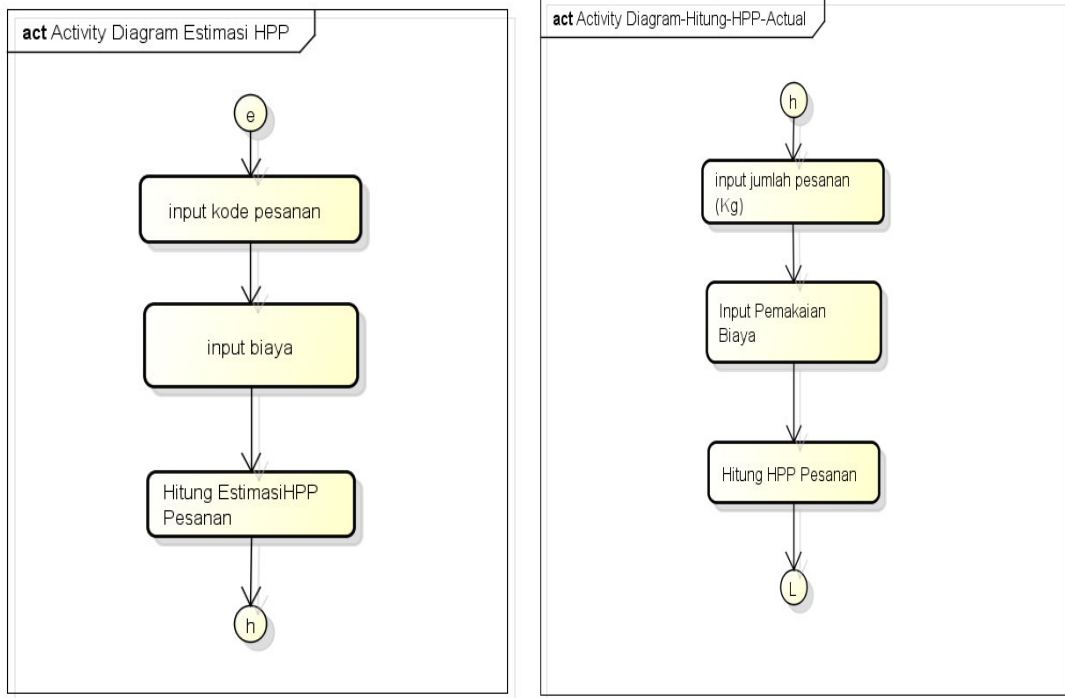 act Activity Diagram Estimasi HPP
e
input kode pesanan
input biaya
Hitung EstimasiHPP
Pesanan
h
act Activity Diagram-Hitung-HPP-Actual
h
input jumlah pesanan
(Kg)
Input Pemakaian
Biaya
Hitung HPP Pesanan
L